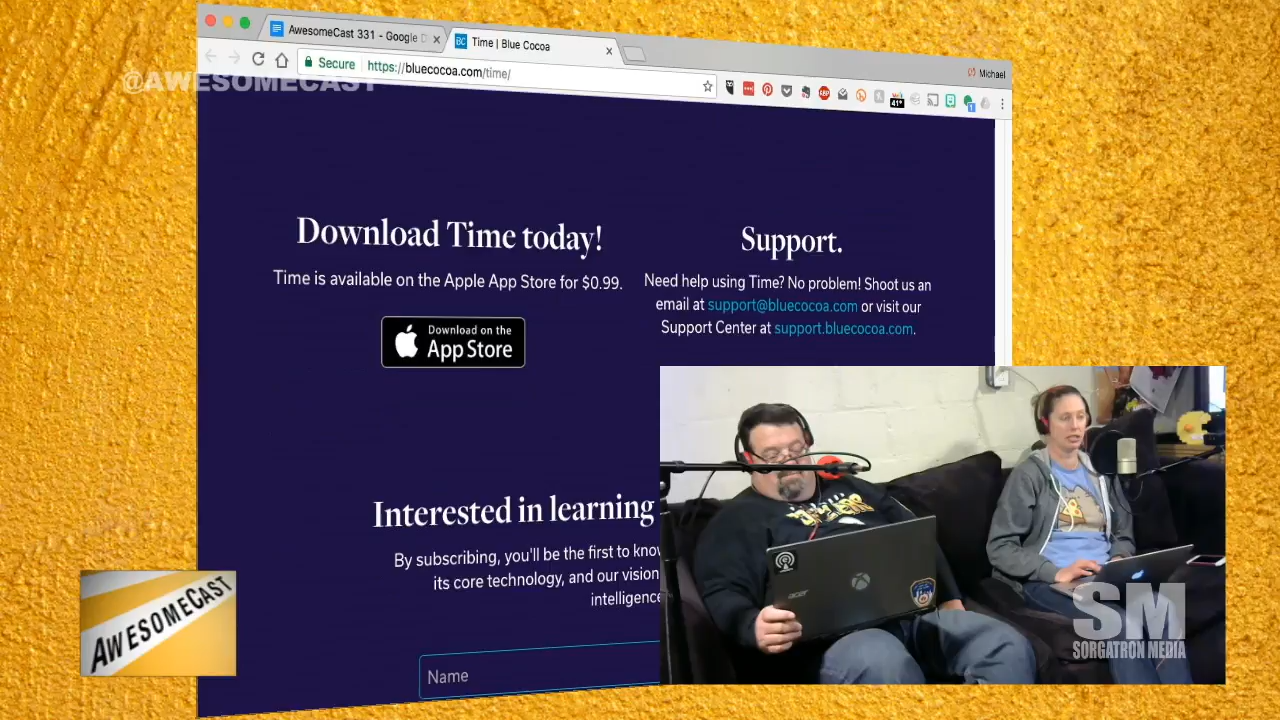 AwesomeCast 331 - Google D
Time | Blue Cocoa
Michael
Secure
https://bluecocoa.com/time/
@AWESOMECAST
ABP
41°
Download Time today!
Time is available on the Apple App Store for $0.99.
Download on the
App Store
Support.
Need help using Time? No problem! Shoot us an
email at support@bluecocoa.com or visit our
Support Center at support.bluecocoa.com.
Interested in learning
By subscribing, you'll be the first to know
its core technology, and our vision
intelligence
Name
AWESOMECAST
acer
SM
SORGATRON MEDIA